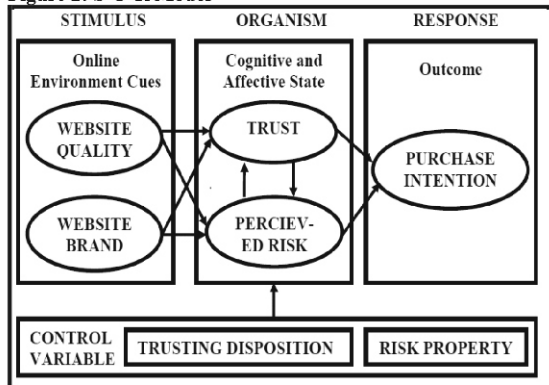 STIMULUS
ORGANISM
RESPONSE
Online
Environment Cues
Cognitive and
Affective State
Outcome
WEBSITE
QUALITY
TRUST
PURCHASE
INTENTION
WEBSITE
BRAND
PERCIEV-
ED RISK
CONTROL
VARIABLE
TRUSTING DISPOSITION
RISK PROPERTY